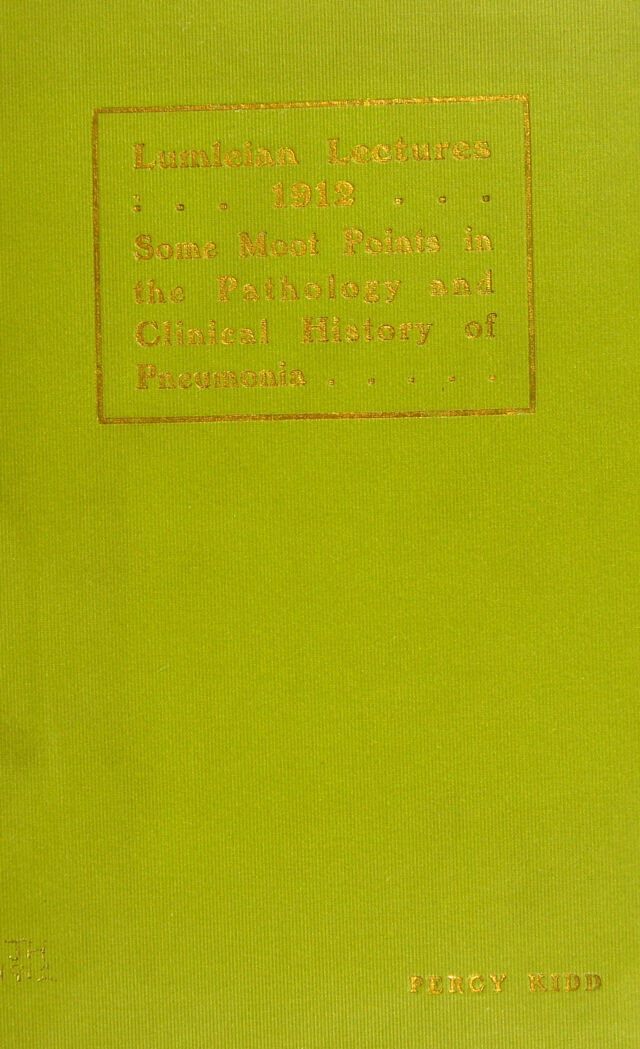 Lumleian Lectures
. . . 1912 . . .
Some Moot Points in
the Pathology and
Clinical History of
Pneumonia . . . . .
PERCY KIDD